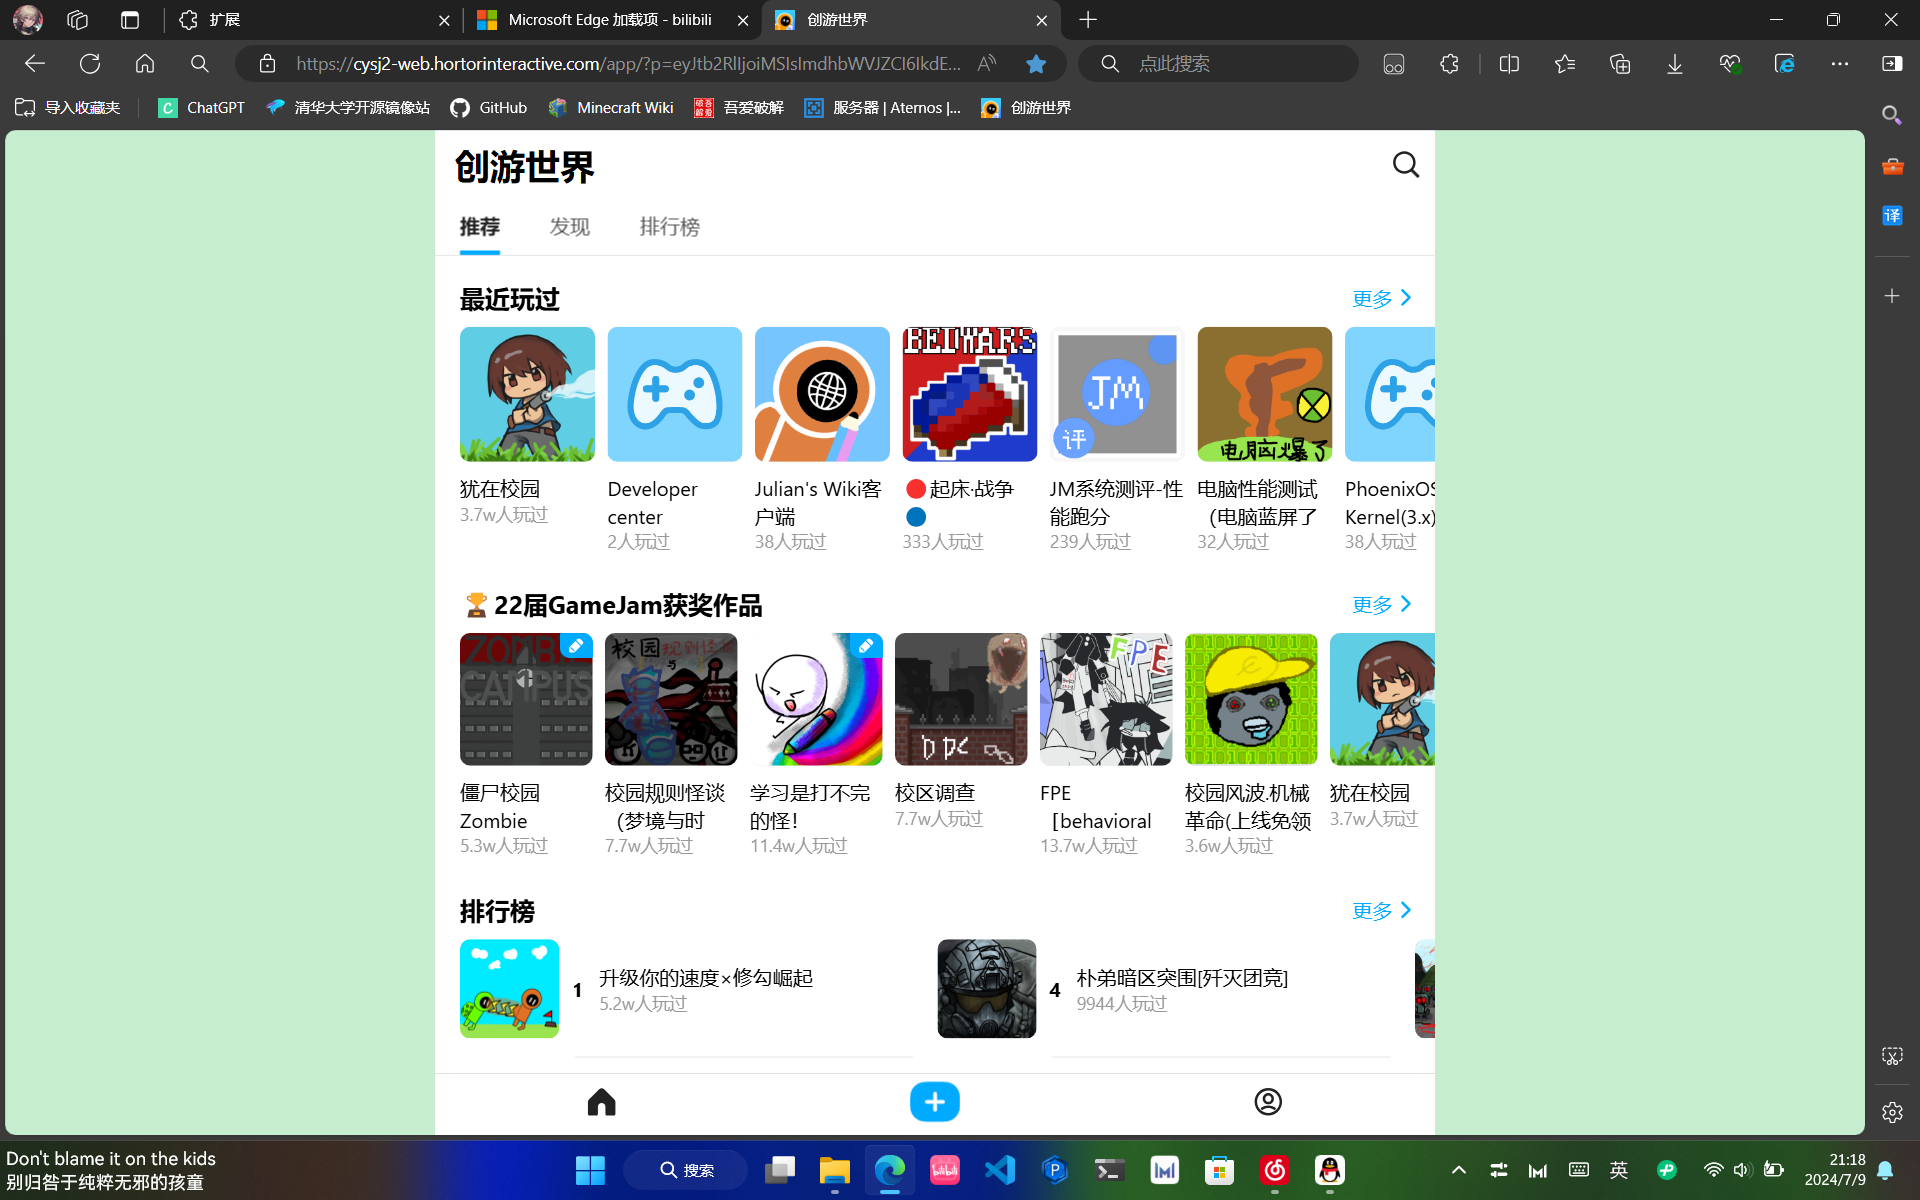 扩展
Microsoft Edge 加载项 - bilibili
创游世界
https://cysj2-web.hortorinteractive.com/app/?p=eyJtb2RlIjoiMSIsImdhbWVJZCI6IkdE...
点此搜索
导入收藏夹
ChatGPT
清华大学开源镜像站
GitHub
Minecraft Wiki
吾爱破解
服务器 | Aternos |...
创游世界
创游世界
推荐 发现 排行榜
最近玩过
更多
BEDWARS
JM
评
电脑爆了
犹在校园
3.7w人玩过
Developer
center
2人玩过
Julian's Wiki客
户端
38人玩过
起床·战争
333人玩过
JM系统测评-性
能跑分
239人玩过
电脑性能测试
（电脑蓝屏了
32人玩过
PhoenixOS
Kernel(3.x)
38人玩过
🏆22届GameJam获奖作品
更多
ZOMBIE
CAMPUS
校园规则怪谈
FPE
僵尸校园
Zombie
5.3w人玩过
校园规则怪谈
（梦境与时
7.7w人玩过
学习是打不完
的怪！
11.4w人玩过
校区调查
7.7w人玩过
FPE
［behavioral
13.7w人玩过
校园风波.机械
革命(上线免领
3.6w人玩过
犹在校园
3.7w人玩过
排行榜
更多
1
升级你的速度×修勾崛起
5.2w人玩过
4
朴弟暗区突围[歼灭团竞]
9944人玩过
译
Don't blame it on the kids
别归咎于纯粹无邪的孩童
搜索
bilibili
英
21:18
2024/7/9